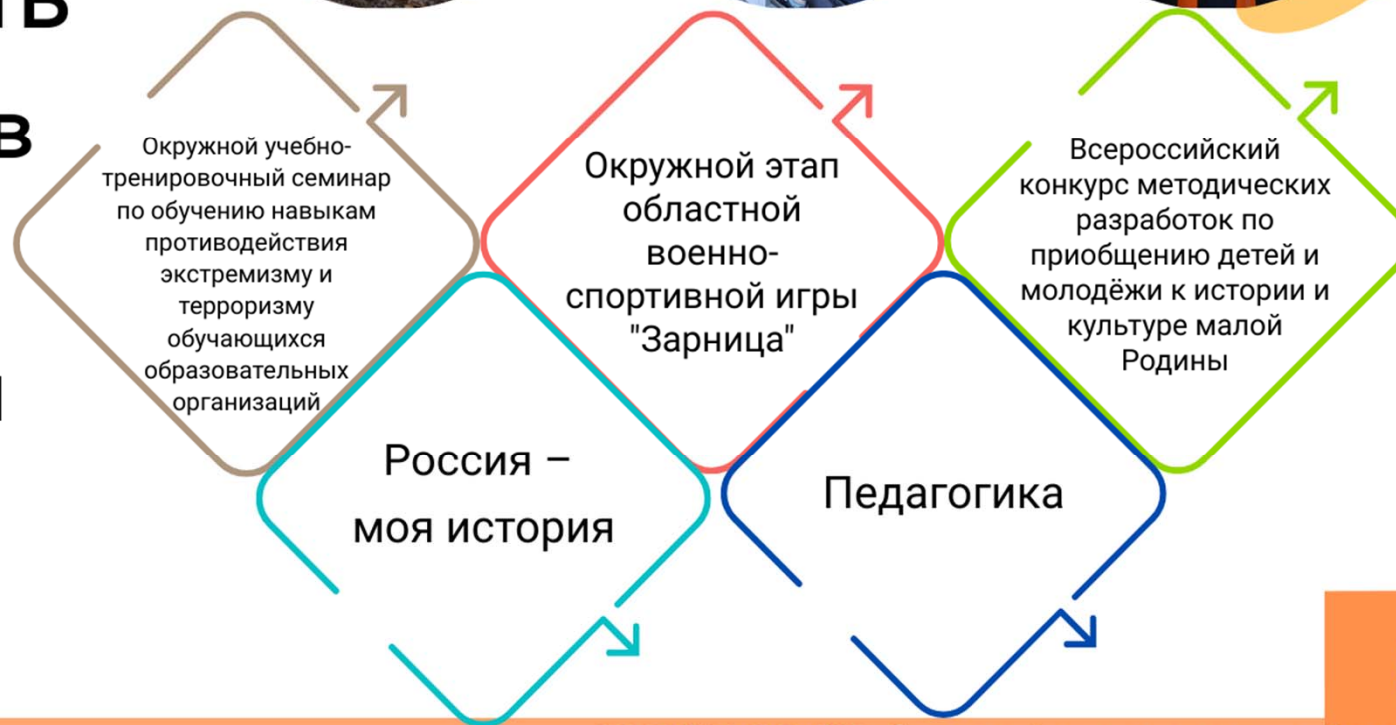 Окружной учебно-
тренировочный семинар
по обучению навыкам
противодействия
экстремизму и
терроризму
обучающихся
образовательных
организаций
Окружной этап
областной
военно-
спортивной игры
"Зарница"
Всероссийский
конкурс методических
разработок по
приобщению детей и
молодёжи к истории и
культуре малой
Родины
Россия –
моя история
Педагогика